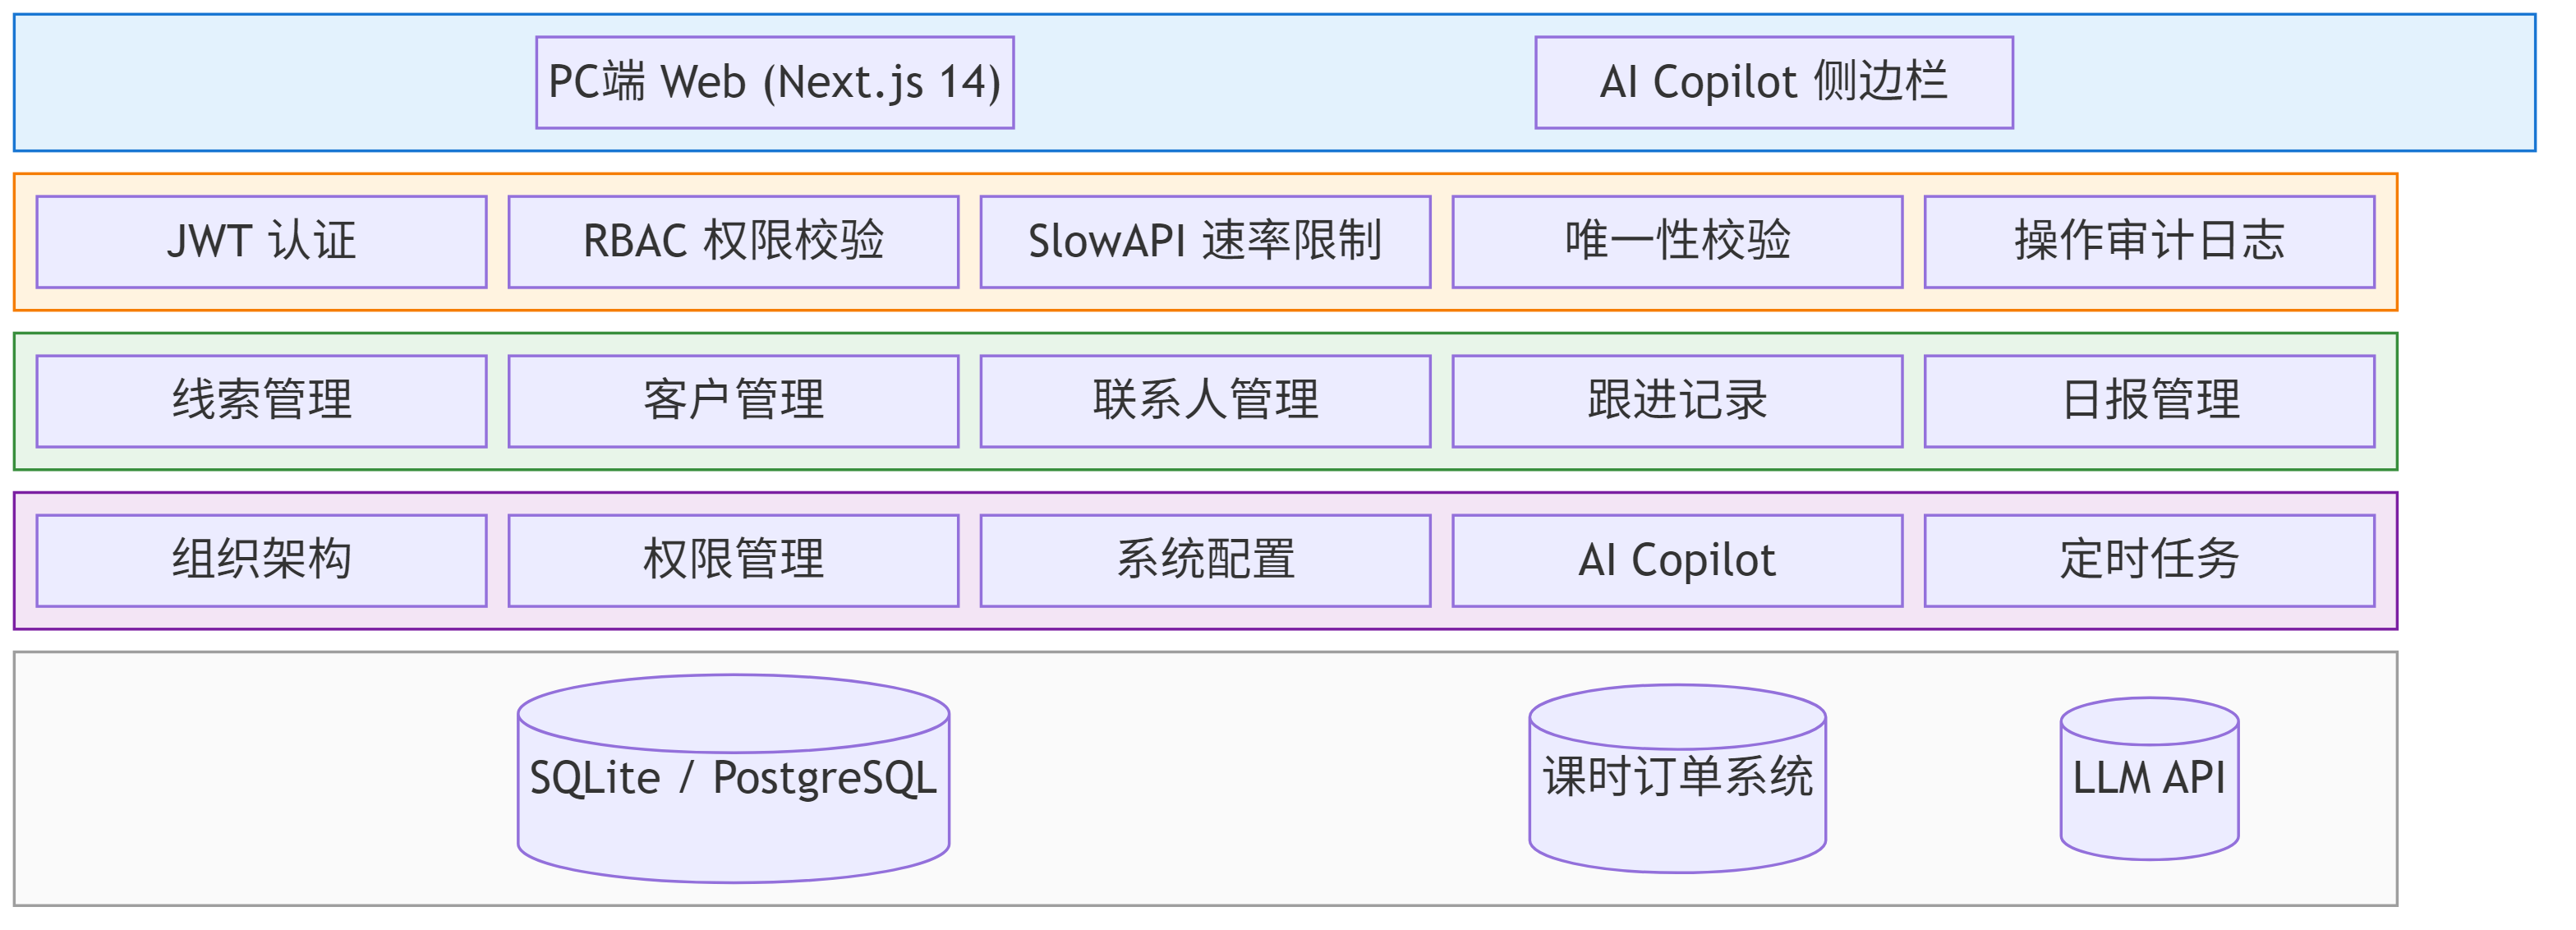 PC端 Web (Next.js 14)
AI Copilot 侧边栏
JWT 认证
RBAC 权限校验
SlowAPI 速率限制
唯一性校验
操作审计日志
线索管理
客户管理
联系人管理
跟进记录
日报管理
组织架构
权限管理
系统配置
AI Copilot
定时任务
SQLite / PostgreSQL
课时订单系统
LLM API